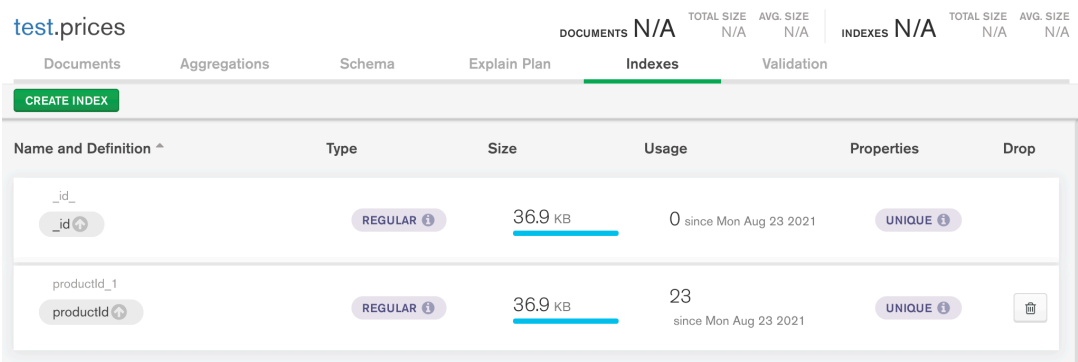 test.prices
DOCUMENTS N/A TOTAL SIZE N/A AVG. SIZE N/A INDEXES N/A TOTAL SIZE N/A AVG. SIZE N/A
Documents Aggregations Schema Explain Plan Indexes Validation
CREATE INDEX
Name and Definition Type Size Usage Properties Drop
_id_
_id REGULAR 36.9 KB 0 since Mon Aug 23 2021 UNIQUE
productId_1
productId REGULAR 36.9 KB 23 since Mon Aug 23 2021 UNIQUE